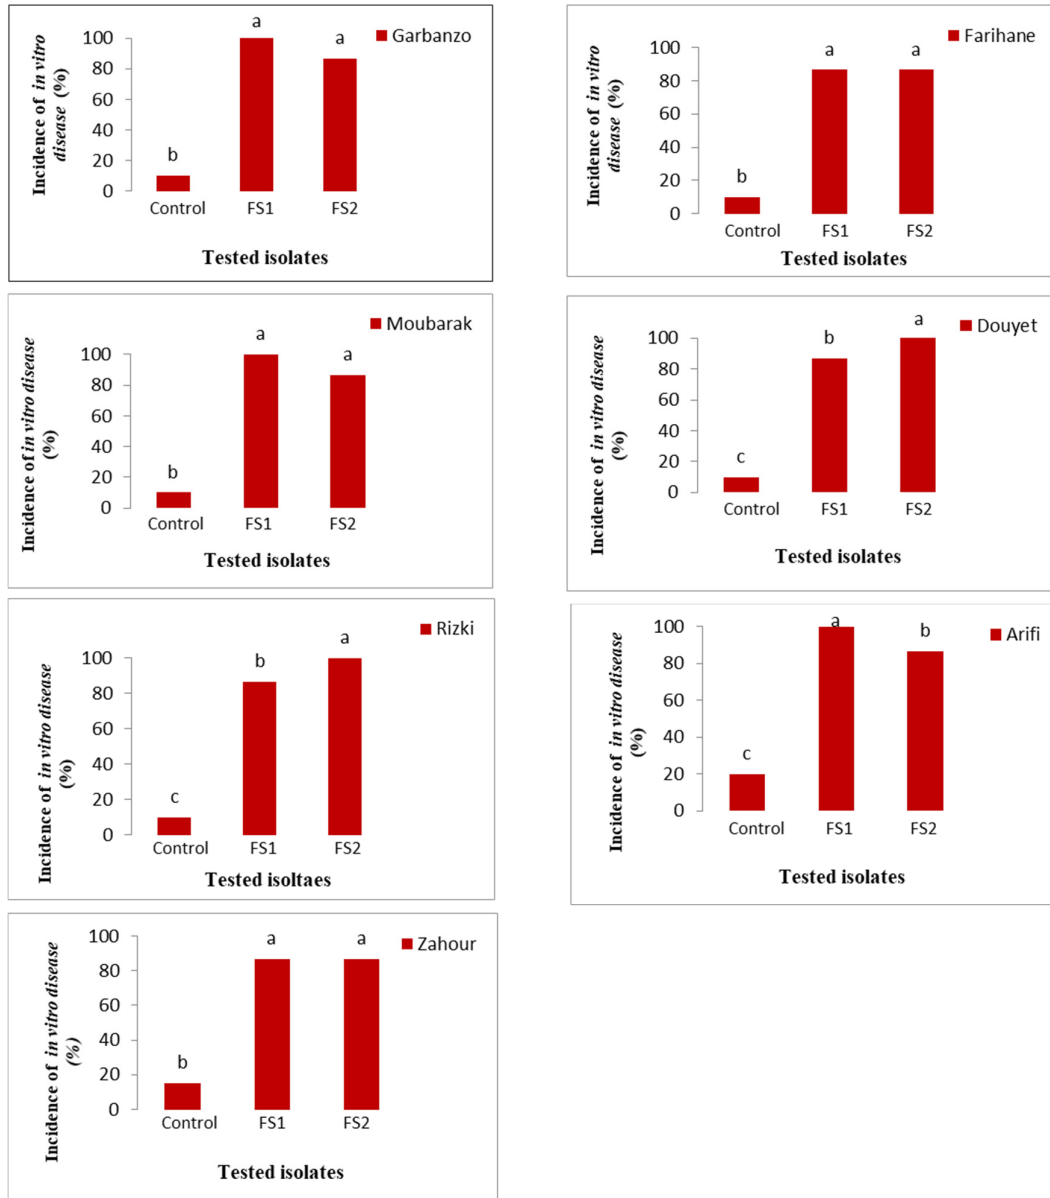 a
100
Garbanzo
a
80
60
40
b
20
0
Control FS1 FS2
Incidence of in vitro
disease (%)
Tested isolates
a a
100
Farihane
80
60
40
b
20
0
Control FS1 FS2
Incidence of in vitro
disease (%)
Tested isolates
Moubarak
a
100
a
80
60
40
b
20
0
Control FS1 FS2
Incidence of in vitro disease
(%)
Tested isolates
a
Douyet
100
b
80
60
40
c
20
0
Control FS1 FS2
Incidence of in vitro disease
(%)
Tested isolates
Rizki
a
100
b
80
60
40
c
20
0
Control FS1 FS2
Incidence of in vitro disease
(%)
Tested isoltaes
100
a
b
Arifi
80
60
40
c
20
0
Control FS1 FS2
Incidence of in vitro disease
(%)
Tested isolates
a a
100
Zahour
80
60
40
b
20
0
Control FS1 FS2
Incidence of in vitro disease
(%)
Tested isolates